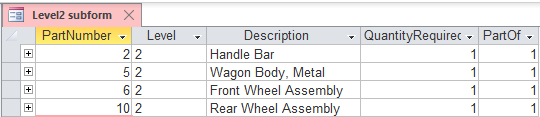 Level2 subform
PartNumber Level Description QuantityRequirec PartOf
2 2 Handle Bar 1 1
5 2 Wagon Body, Metal 1 1
6 2 Front Wheel Assembly 1 1
10 2 Rear Wheel Assembly 1 1